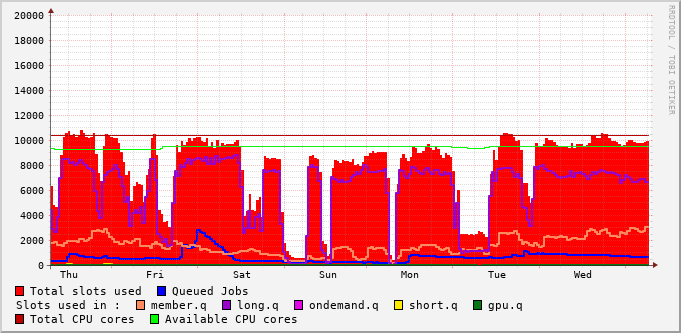 20000
18000
16000
14000
12000
10000
8000
6000
4000
2000
0
Thu Fri Sat Sun Mon Tue Wed
Total slots used Queued Jobs
Slots used in : member.q long.q ondemand.q short.q gpu.q
Total CPU cores Available CPU cores
RRDTOOL / TOBI OETIKER